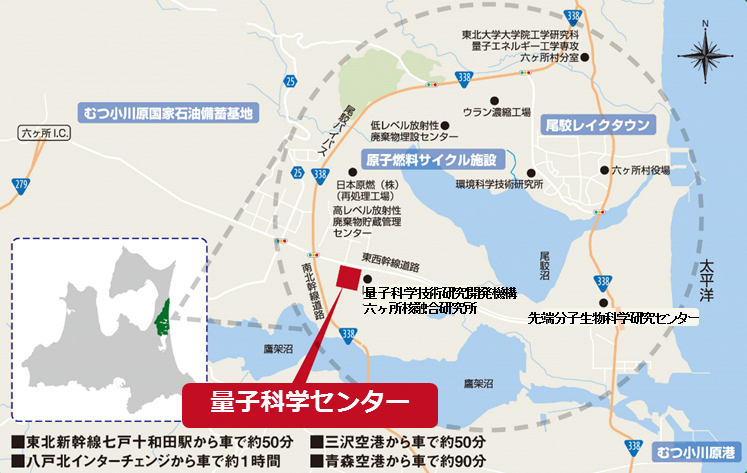 338
N
東北大学大学院工学研究科
量子エネルギー工学専攻
六ヶ所村分室
25
338
むつ小川原国家石油備蓄基地
尾駮バイパス
ウラン濃縮工場
低レベル放射性
廃棄物埋設センター
尾駮レイクタウン
六ヶ所I.C.
原子燃料サイクル施設
279
25
338
日本原燃（株）
（再処理工場）
環境科学技術研究所
六ヶ所村役場
高レベル放射性
廃棄物貯蔵管理
センター
東西幹線道路
尾駮沼
太平洋
南北幹線道路
338
量子科学技術研究開発機構
六ヶ所核融合研究所
先端分子生物科学研究センター
338
鷹架沼
鷹架沼
量子科学センター
338
むつ小川原港
■東北新幹線七戸十和田駅から車で約50分
■三沢空港から車で約50分
■八戸北インターチェンジから車で約1時間
■青森空港から車で約90分